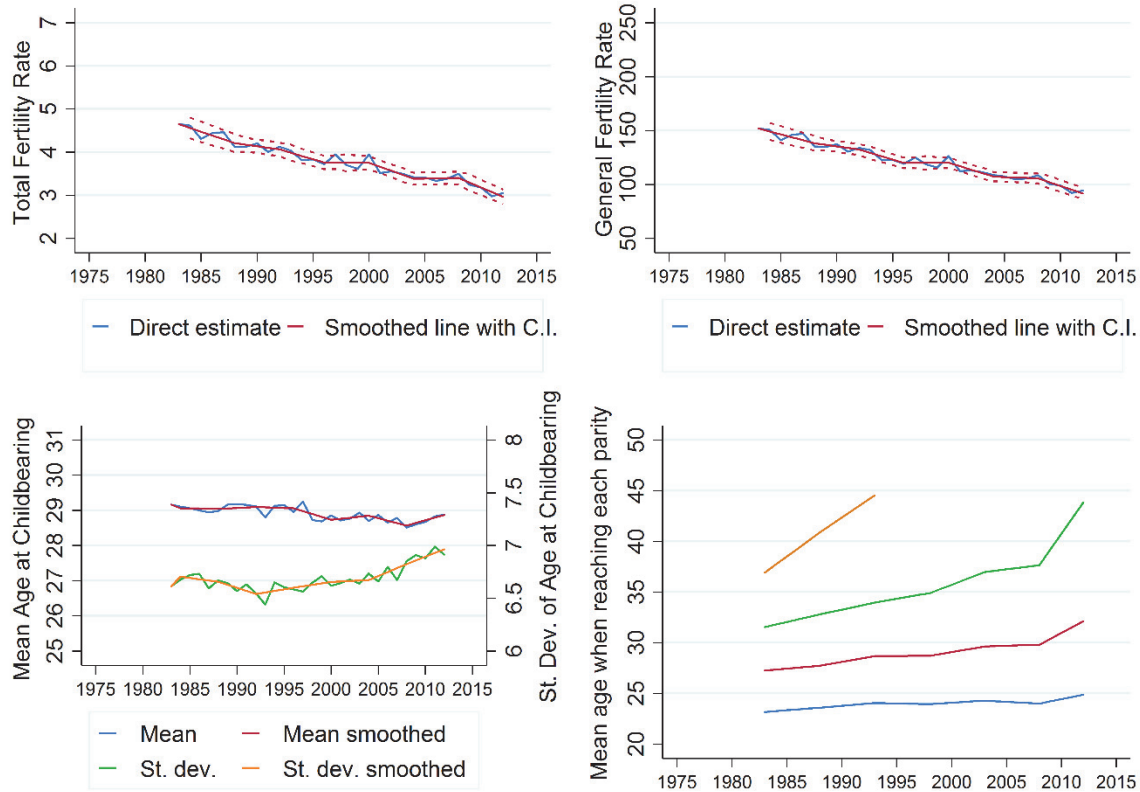 Total Fertility Rate
7
6
5
4
3
2
1975 1980 1985 1990 1995 2000 2005 2010 2015
Direct estimate Smoothed line with C.I.
General Fertility Rate
250
200
150
100
50
1975 1980 1985 1990 1995 2000 2005 2010 2015
Direct estimate Smoothed line with C.I.
Mean Age at Childbearing
31
30
29
28
27
26
25
St. Dev. of Age at Childbearing
8
7.5
7
6.5
6
1975 1980 1985 1990 1995 2000 2005 2010 2015
Mean Mean smoothed
St. dev. St. dev. smoothed
Mean age when reaching each parity
50
45
40
35
30
25
20
1975 1980 1985 1990 1995 2000 2005 2010 2015